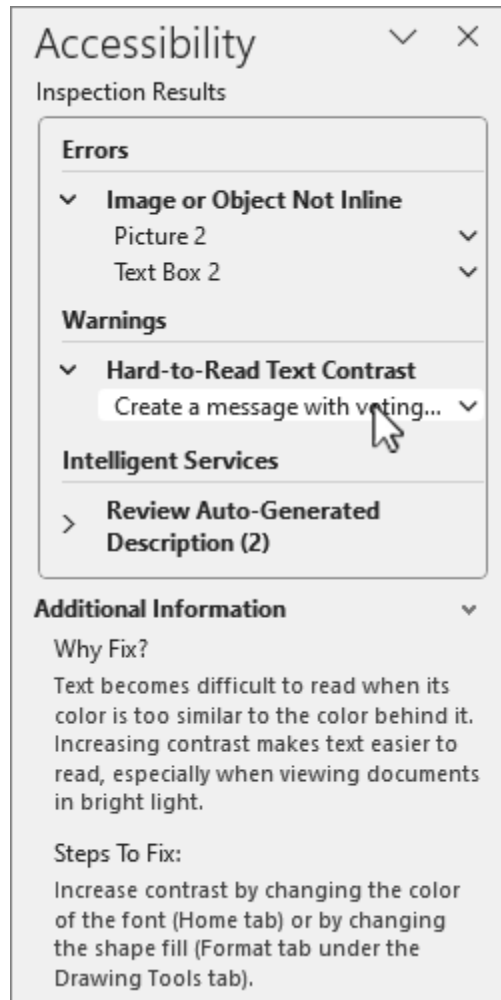 Accessibility
Inspection Results
Errors
Image or Object Not Inline
Picture 2
Text Box 2
Warnings
Hard-to-Read Text Contrast
Create a message with voting...
Intelligent Services
Review Auto-Generated
Description (2)
Additional Information
Why Fix?
Text becomes difficult to read when its
color is too similar to the color behind it.
Increasing contrast makes text easier to
read, especially when viewing documents
in bright light.
Steps To Fix:
Increase contrast by changing the color
of the font (Home tab) or by changing
the shape fill (Format tab under the
Drawing Tools tab).